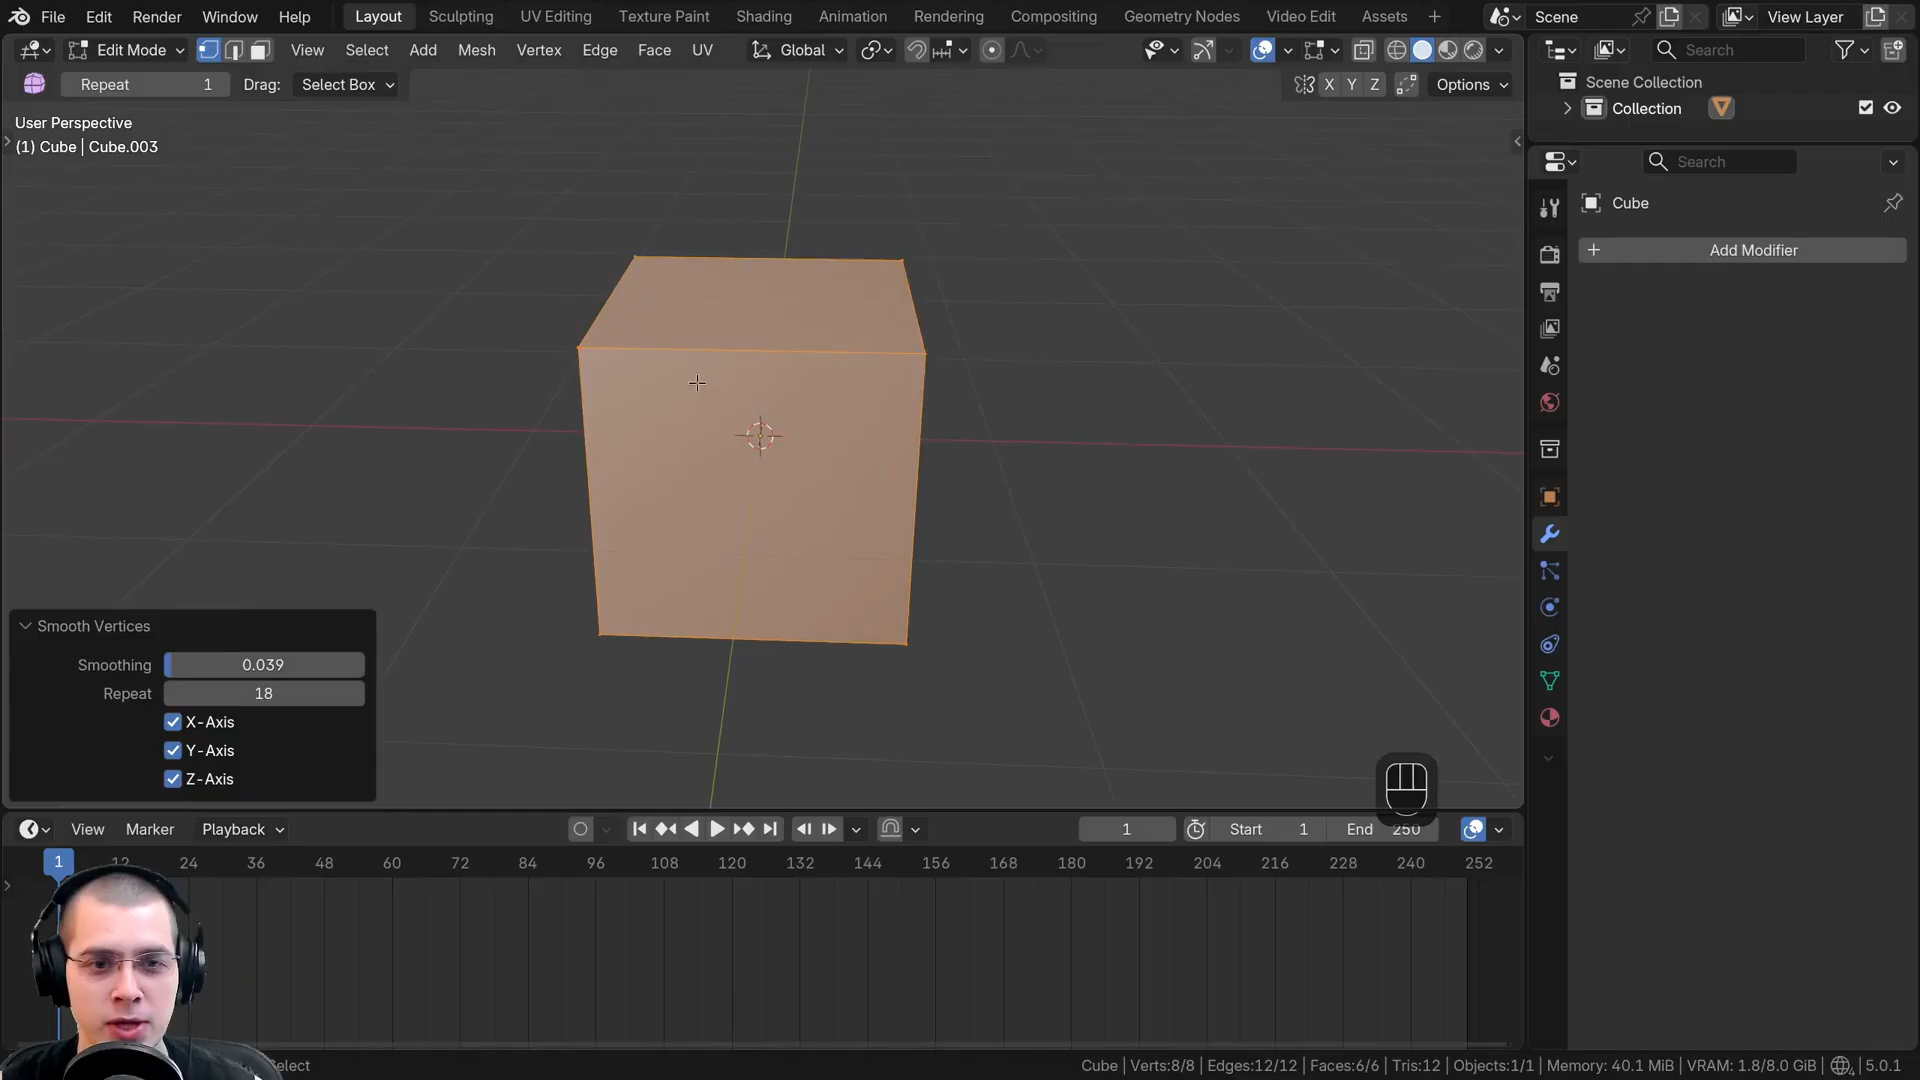 File Edit Render Window Help Layout Sculpting UV Editing Texture Paint Shading Animation Rendering Compositing Geometry Nodes Video Edit Assets + Scene View Layer
Edit Mode View Select Add Mesh Vertex Edge Face UV Global Search
Repeat 1 Drag: Select Box X Y Z Options
Scene Collection
Collection
User Perspective
(1) Cube | Cube.003
Search
Cube
+ Add Modifier
Smooth Vertices
Smoothing 0.039
Repeat 18
X-Axis
Y-Axis
Z-Axis
View Marker Playback 1 Start 1 End 250
1 12 24 36 48 60 72 84 96 108 120 132 144 156 168 180 192 204 216 228 240 252
Select Cube | Verts:8/8 | Edges:12/12 | Faces:6/6 | Tris:12 | Objects:1/1 | Memory: 40.1 MiB | VRAM: 1.8/8.0 GiB | 5.0.1